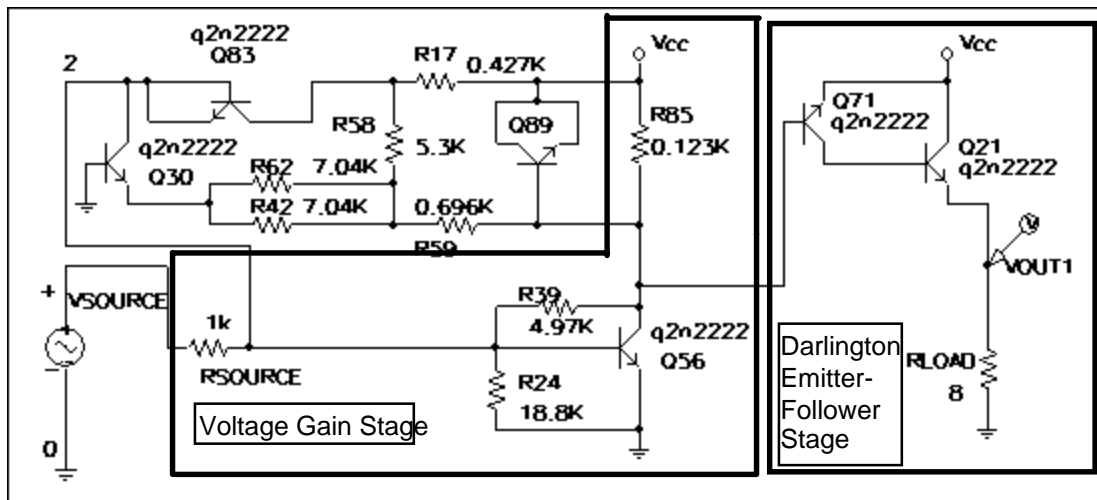 q2n2222
Q83
2
R17
0.427K
Vcc
Vcc
R58
5.3K
Q89
R85
0.123K
Q71
q2n2222
Q21
q2n2222
q2n2222
Q30
R62
7.04K
R42
7.04K
0.696K
R59
V
VOUT1
+
VSOURCE
-
0
1k
RSOURCE
R39
4.97K
q2n2222
Q56
R24
18.8K
Voltage Gain Stage
Darlington
Emitter-
Follower
Stage
RLOAD
8